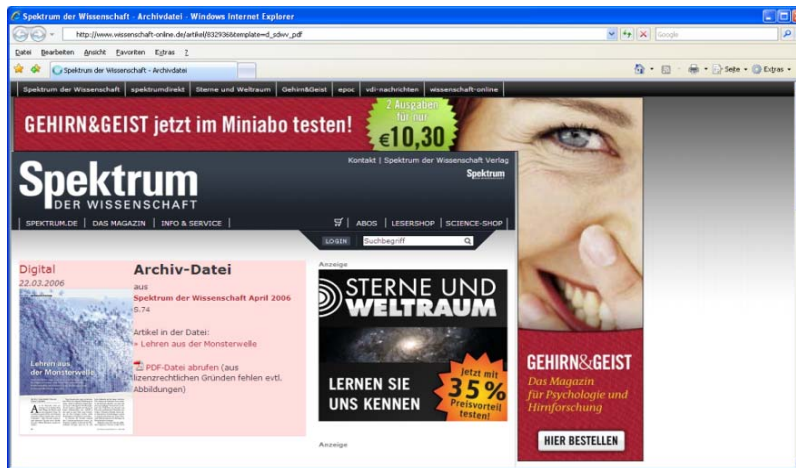 Spektrum der Wissenschaft - Archivdatei - Windows Internet Explorer
http://www.wissenschaft-online.de/artikel/832936&template=d_sdwv_pdf
Google
Datei Bearbeiten Ansicht Favoriten Extras ?
Spektrum der Wissenschaft - Archivdatei
Seite Extras
Spektrum der Wissenschaft spektrumdirekt Sterne und Weltraum Gehirn&Geist epoc vdi-nachrichten wissenschaft-online
GEHIRN&GEIST jetzt im Miniabo testen!
2 Ausgaben
für nur
€10,30
Kontakt | Spektrum der Wissenschaft Verlag
Spektrum
Spektrum
DER WISSENSCHAFT
SPEKTRUM.DE | DAS MAGAZIN | INFO & SERVICE |
| ABOS | LESERSHOP | SCIENCE-SHOP |
LOGIN Suchbegriff
Digital
22.03.2006
Lehren aus
der Monsterwelle
Archiv-Datei
aus
Spektrum der Wissenschaft April 2006
S.74
Artikel in der Datei:
» Lehren aus der Monsterwelle
PDF-Datei abrufen (aus
lizenzrechtlichen Gründen fehlen evtl.
Abbildungen)
Anzeige
STERNE UND
WELTRAUM
LERNEN SIE
UNS KENNEN
Jetzt mit
35%
Preisvorteil
testen!
Anzeige
GEHIRN&GEIST
Das Magazin
für Psychologie und
Hirnforschung
HIER BESTELLEN